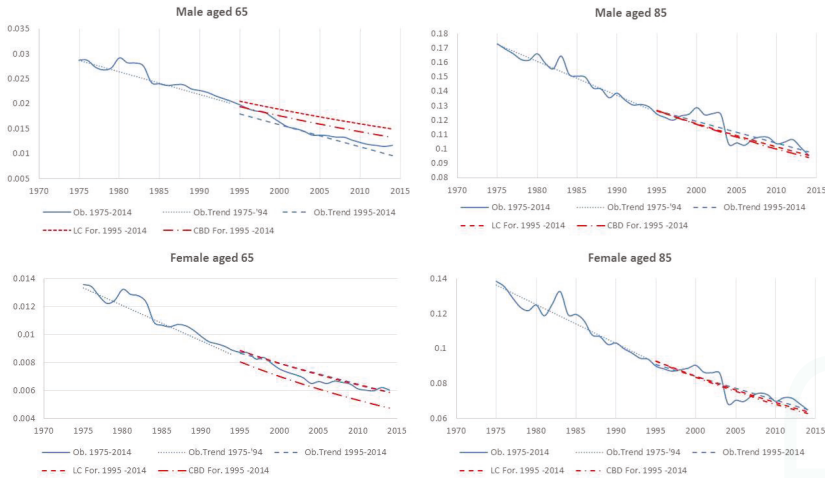 Male aged 65
0.035
0.03
0.025
0.02
0.015
0.01
0.005
1970 1975 1980 1985 1990 1995 2000 2005 2010 2015
Ob. 1975-2014 Ob.Trend 1975-'94 Ob.Trend 1995-2014
LC For. 1995 -2014 CBD For. 1995 -2014
Male aged 85
0.18
0.17
0.16
0.15
0.14
0.13
0.12
0.11
0.1
0.09
0.08
1970 1975 1980 1985 1990 1995 2000 2005 2010 2015
Ob. 1975-2014 Ob.Trend 1975-'94 Ob.Trend 1995-2014
LC For. 1995 -2014 CBD For. 1995 -2014
Female aged 65
0.014
0.012
0.01
0.008
0.006
0.004
1970 1975 1980 1985 1990 1995 2000 2005 2010 2015
Ob. 1975-2014 Ob.Trend 1975-'94 Ob.Trend 1995-2014
LC For. 1995 -2014 CBD For. 1995 -2014
Female aged 85
0.14
0.12
0.1
0.08
0.06
1970 1975 1980 1985 1990 1995 2000 2005 2010 2015
Ob. 1975-2014 Ob.Trend 1975-'94 Ob.Trend 1995-2014
LC For. 1995 -2014 CBD For. 1995 -2014